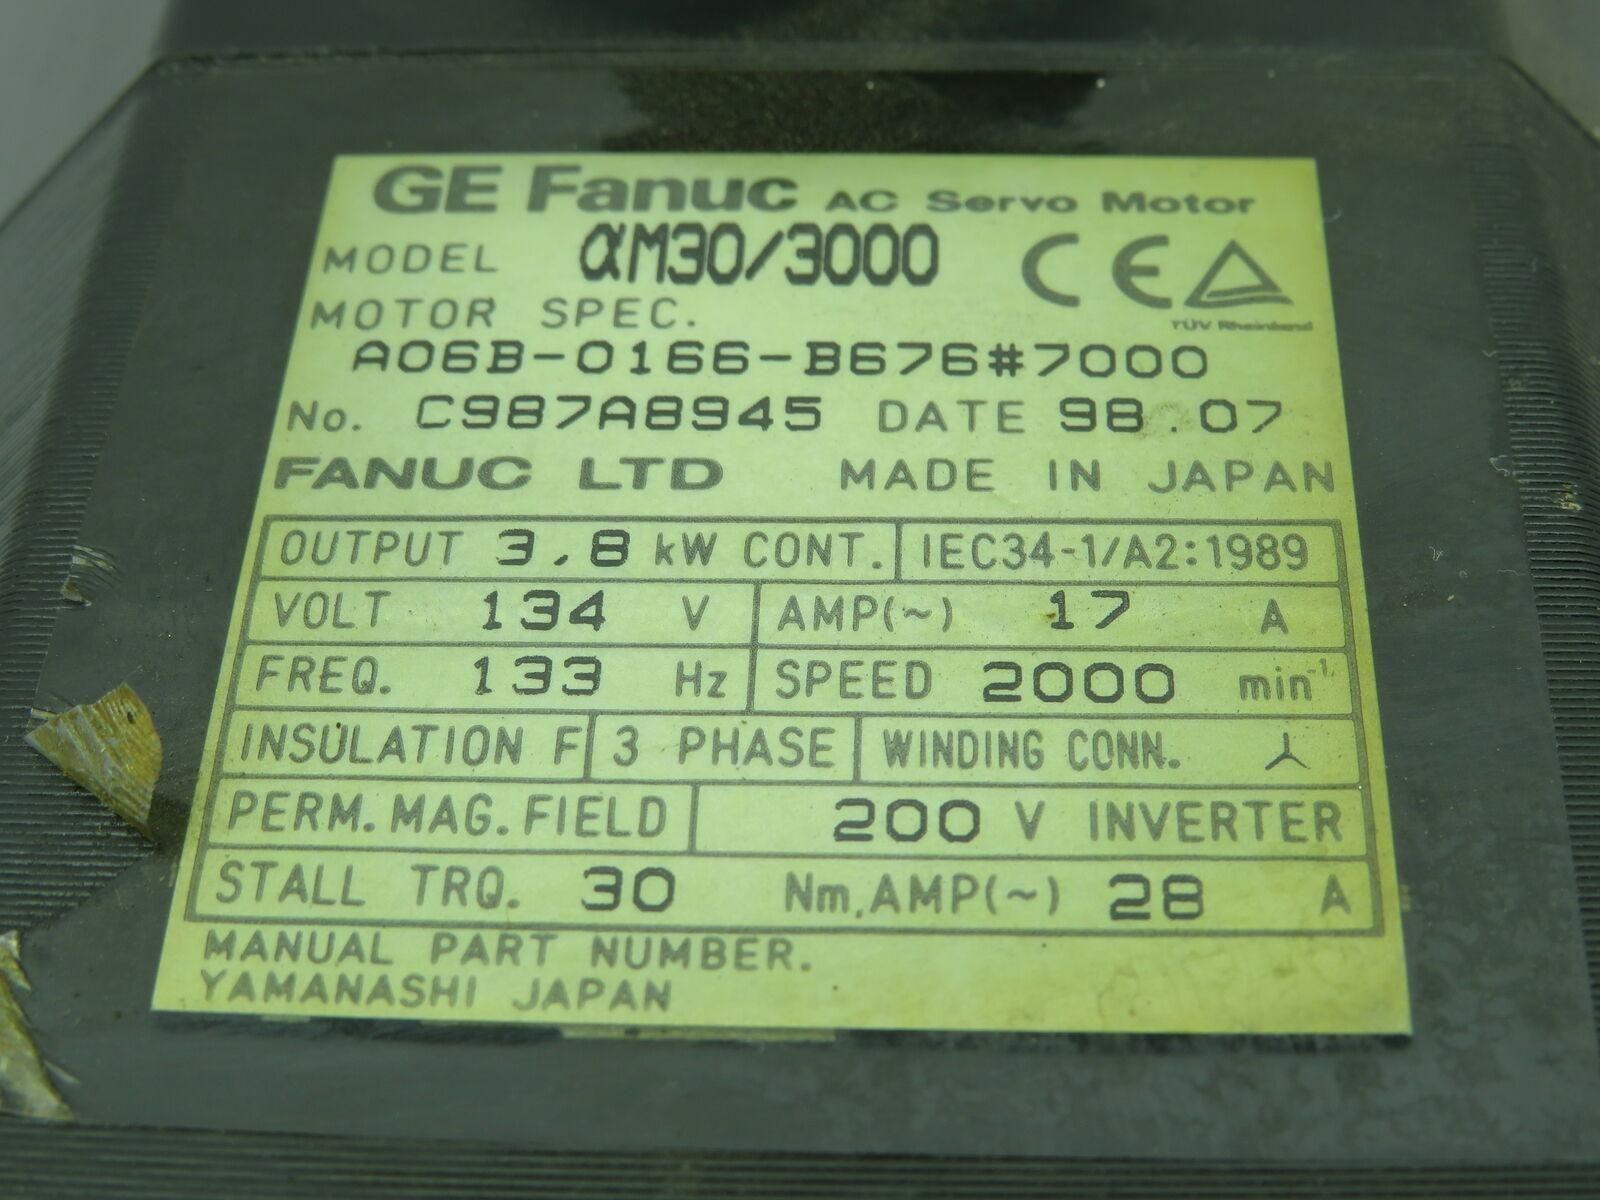 GE Fanuc AC Servo Motor
MODEL αM30/3000 CE
TÜV Rheinland
MOTOR SPEC.
A06B-0166-B676#7000
No. C987A8945 DATE 98.07
FANUC LTD MADE IN JAPAN
OUTPUT 3.8 kW CONT. IEC34-1/A2:1989
VOLT 134 V AMP(~) 17 A
FREQ. 133 Hz SPEED 2000 min⁻¹
INSULATION F 3 PHASE WINDING CONN.
PERM. MAG. FIELD 200 V INVERTER
STALL TRQ. 30 Nm, AMP(~) 28 A
MANUAL PART NUMBER.
YAMANASHI JAPAN